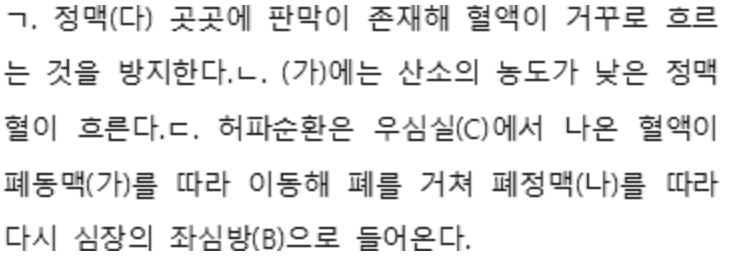 ㄱ. 정맥(다) 곳곳에 판막이 존재해 혈액이 거꾸로 흐르
는 것을 방지한다.ㄴ. (가)에는 산소의 농도가 낮은 정맥
혈이 흐른다.ㄷ. 허파순환은 우심실(C)에서 나온 혈액이
폐동맥(가)를 따라 이동해 폐를 거쳐 폐정맥(나)를 따라
다시 심장의 좌심방(B)으로 들어온다.